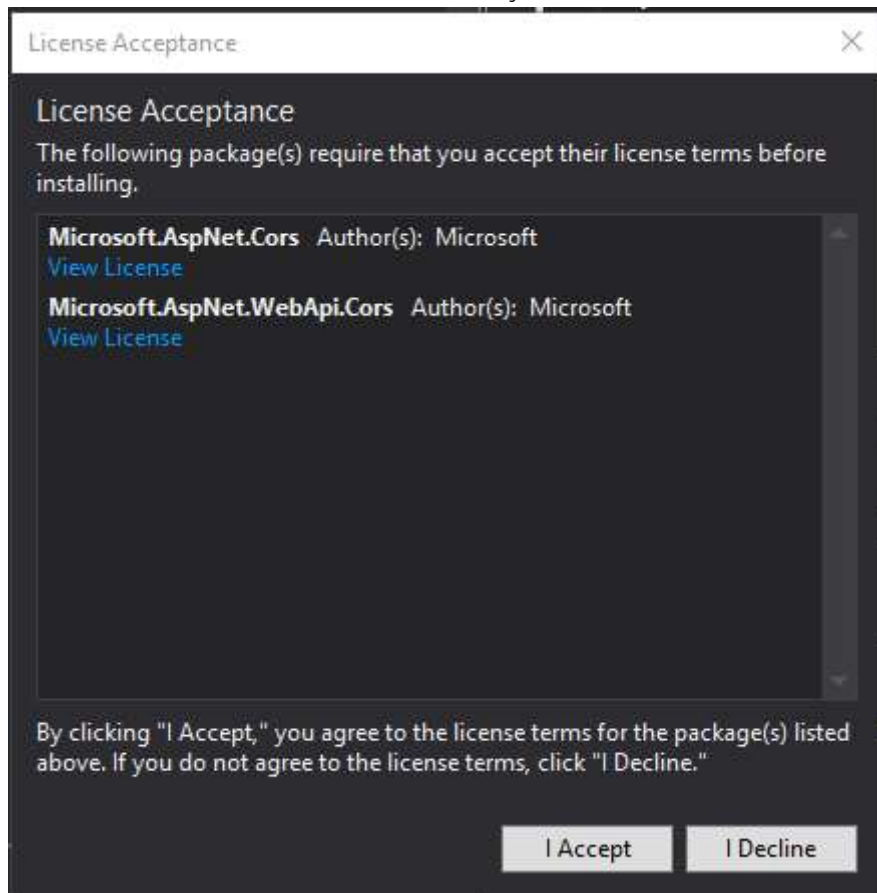 License Acceptance
License Acceptance
The following package(s) require that you accept their license terms before
installing.
Microsoft.AspNet.Cors Author(s): Microsoft
View License
Microsoft.AspNet.WebApi.Cors Author(s): Microsoft
View License
By clicking "I Accept," you agree to the license terms for the package(s) listed
above. If you do not agree to the license terms, click "I Decline."
I Accept I Decline